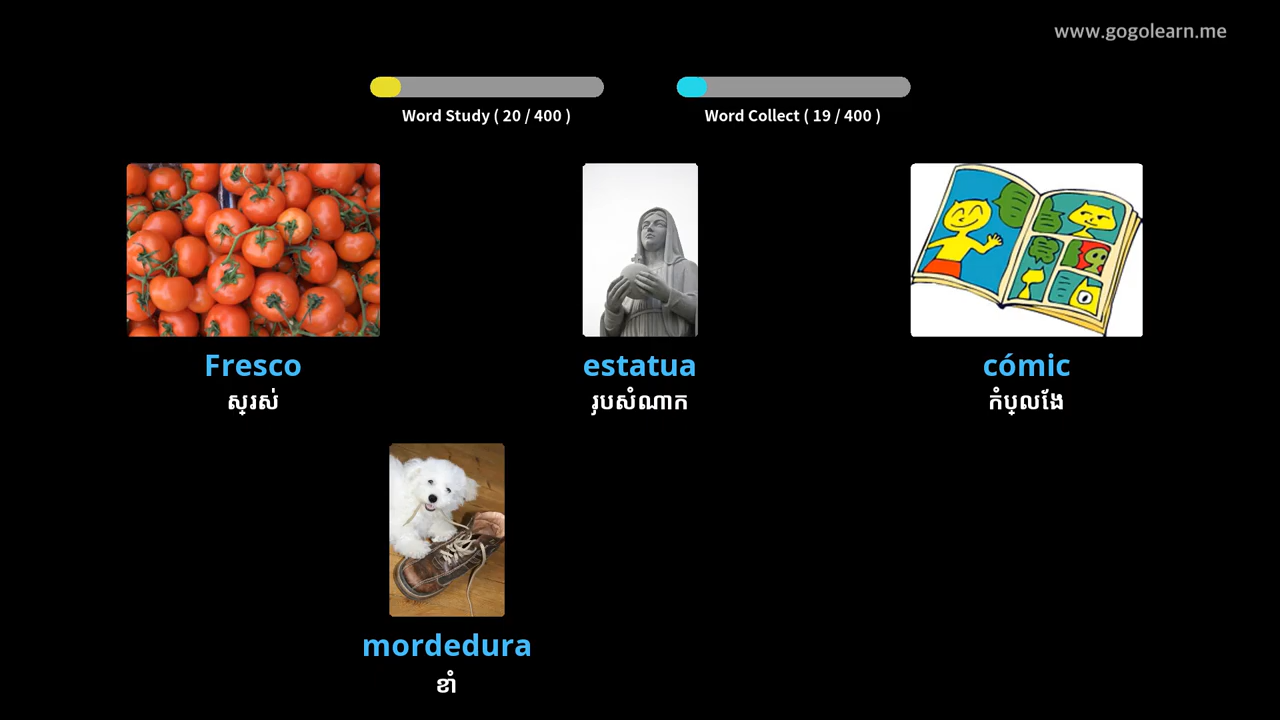 www.gogolearn.me
Word Study ( 20 / 400 )
Word Collect ( 19 / 400 )
Fresco
estatua
cómic
ស្រស់
រូបសំណាក
កំប្លែង
mordedura
ខាំ